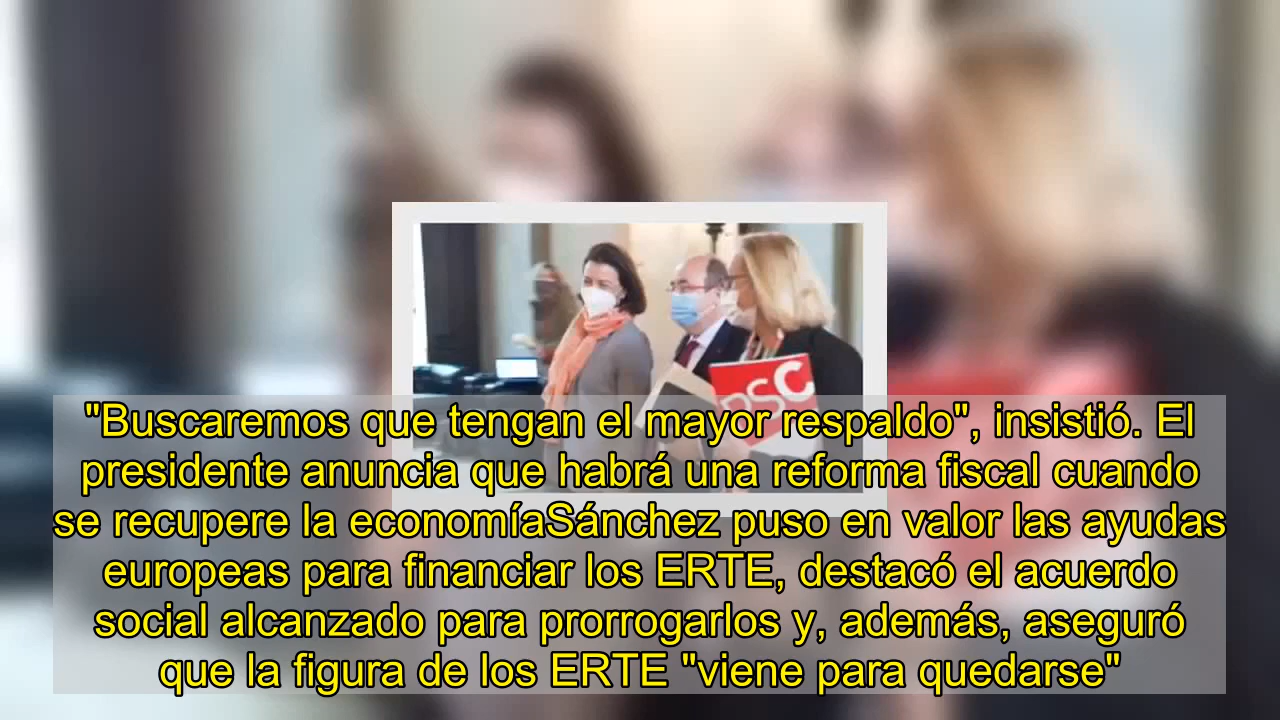 PSC
"Buscaremos que tengan el mayor respaldo", insistió. El
presidente anuncia que habrá una reforma fiscal cuando
se recupere la economíaSánchez puso en valor las ayudas
europeas para financiar los ERTE, destacó el acuerdo
social alcanzado para prorrogarlos y, además, aseguró
que la figura de los ERTE "viene para quedarse"